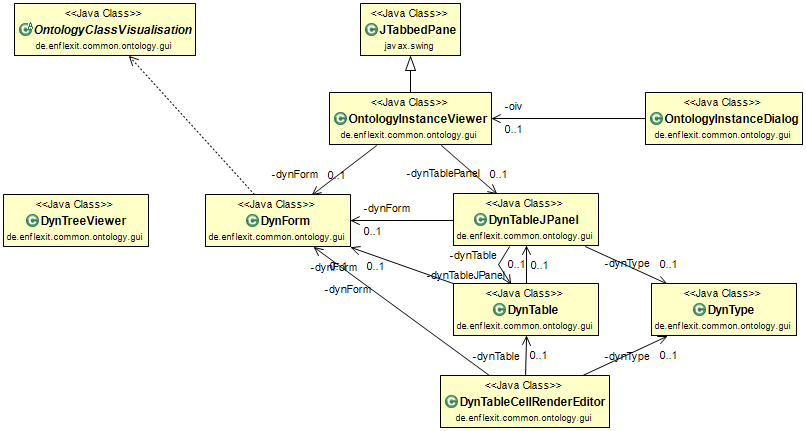 <<Java Class>>
OntologyClassVisualisation
de.enflexit.common.ontology.gui
<<Java Class>>
JTabbedPane
javax.swing
<<Java Class>>
OntologyInstanceViewer
de.enflexit.common.ontology.gui
-oiv
0..1
<<Java Class>>
OntologyInstanceDialog
de.enflexit.common.ontology.gui
-dynForm
0..1
-dynTablePanel
0..1
<<Java Class>>
DynTreeViewer
de.enflexit.common.ontology.gui
<<Java Class>>
DynForm
de.enflexit.common.ontology.gui
-dynForm
0..1
<<Java Class>>
DynTableJPanel
de.enflexit.common.ontology.gui
-dynTable
0..1
0..1
-dynTableJPanel
-dynType
0..1
-dynForm
0..1
0..1
-dynForm
<<Java Class>>
DynTable
de.enflexit.common.ontology.gui
<<Java Class>>
DynType
de.enflexit.common.ontology.gui
-dynTable
0..1
-dynType
0..1
<<Java Class>>
DynTableCellRenderEditor
de.enflexit.common.ontology.gui